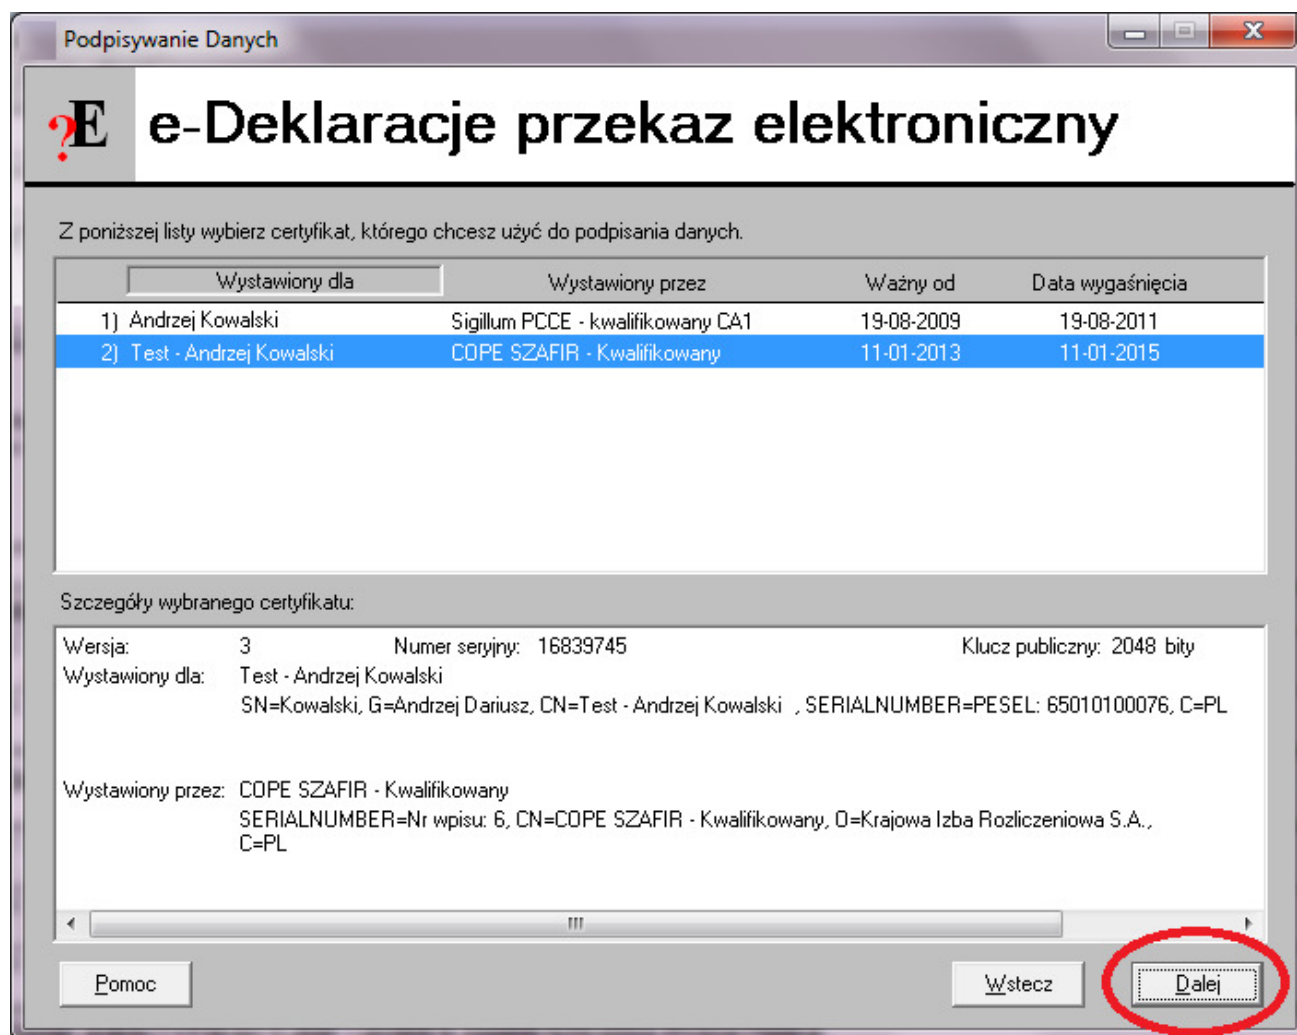 Podpisywanie Danych
?E e-Deklaracje przekaz elektroniczny
Z poniższej listy wybierz certyfikat, którego chcesz użyć do podpisania danych.
Wystawiony dla Wystawiony przez Ważny od Data wygaśnięcia
1) Andrzej Kowalski Sigillum PCCE - kwalifikowany CA1 19-08-2009 19-08-2011
2) Test - Andrzej Kowalski COPE SZAFIR - Kwalifikowany 11-01-2013 11-01-2015
Szczegóły wybranego certyfikatu:
Wersja: 3 Numer seryjny: 16839745 Klucz publiczny: 2048 bity
Wystawiony dla: Test - Andrzej Kowalski
SN=Kowalski, G=Andrzej Dariusz, CN=Test - Andrzej Kowalski , SERIALNUMBER=PESEL: 65010100076, C=PL
Wystawiony przez: COPE SZAFIR - Kwalifikowany
SERIALNUMBER=Nr wpisu: 6, CN=COPE SZAFIR - Kwalifikowany, O=Krajowa Izba Rozliczeniowa S.A.,
C=PL
Pomoc Wstecz Dalej